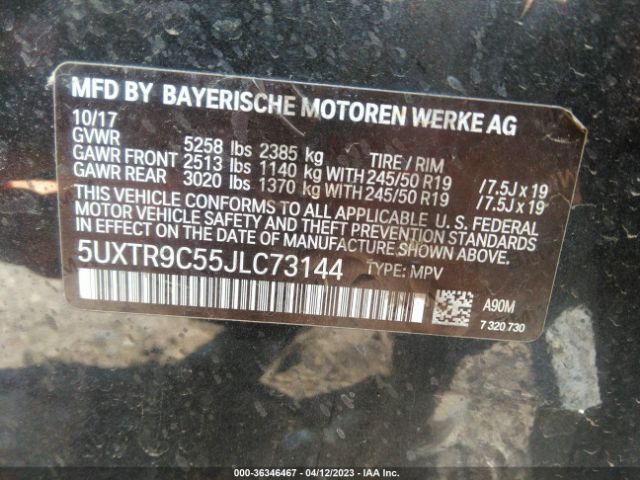 MFD BY BAYERISCHE MOTOREN WERKE AG
10/17
GVWR 5258 lbs 2385 kg TIRE / RIM
GAWR FRONT 2513 lbs 1140 kg WITH 245/50 R19 / 7.5J x 19
GAWR REAR 3020 lbs 1370 kg WITH 245/50 R19 / 7.5J x 19
THIS VEHICLE CONFORMS TO ALL APPLICABLE U. S. FEDERAL
MOTOR VEHICLE SAFETY AND THEFT PREVENTION STANDARDS
IN EFFECT ON THE DATE OF MANUFACTURE SHOWN ABOVE.
5UXTR9C55JLC73144 TYPE: MPV
A90M
7 320 730
000-36346467 - 04/12/2023 - IAA Inc.